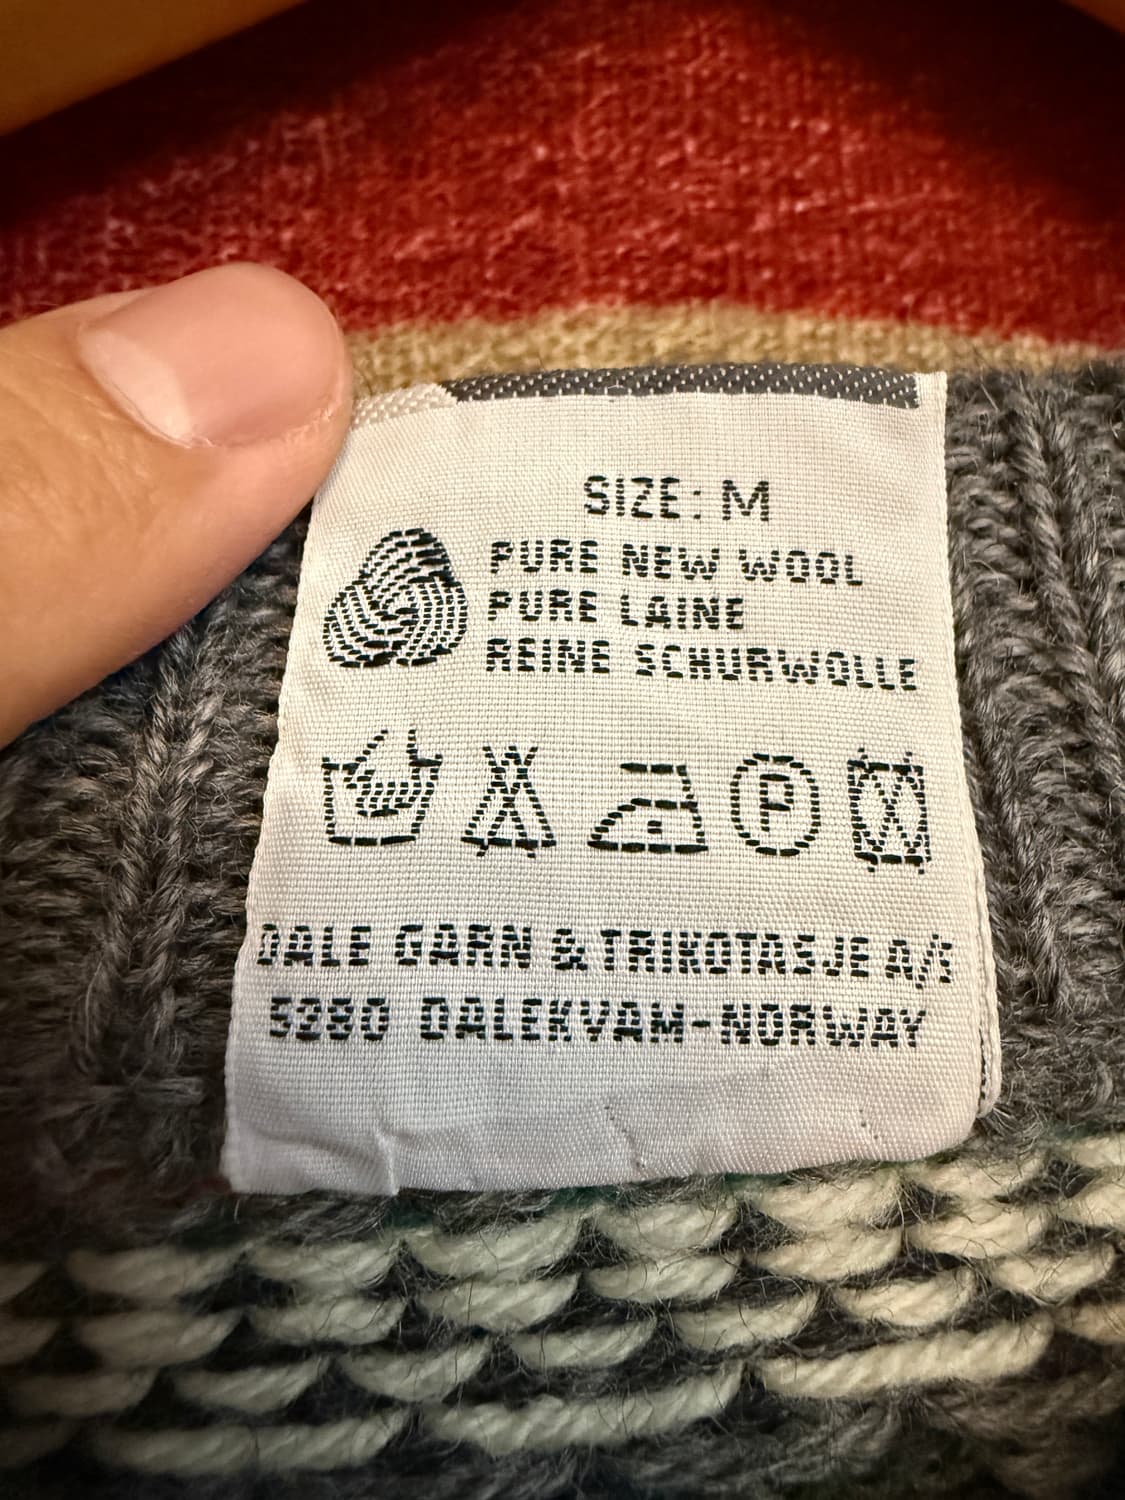 SIZE: M
PURE NEW WOOL
PURE LAINE
REINE SCHURWOLLE
P
DALE GARN & TRIKOTASJE A/S
5280 DALEKVAM-NORWAY